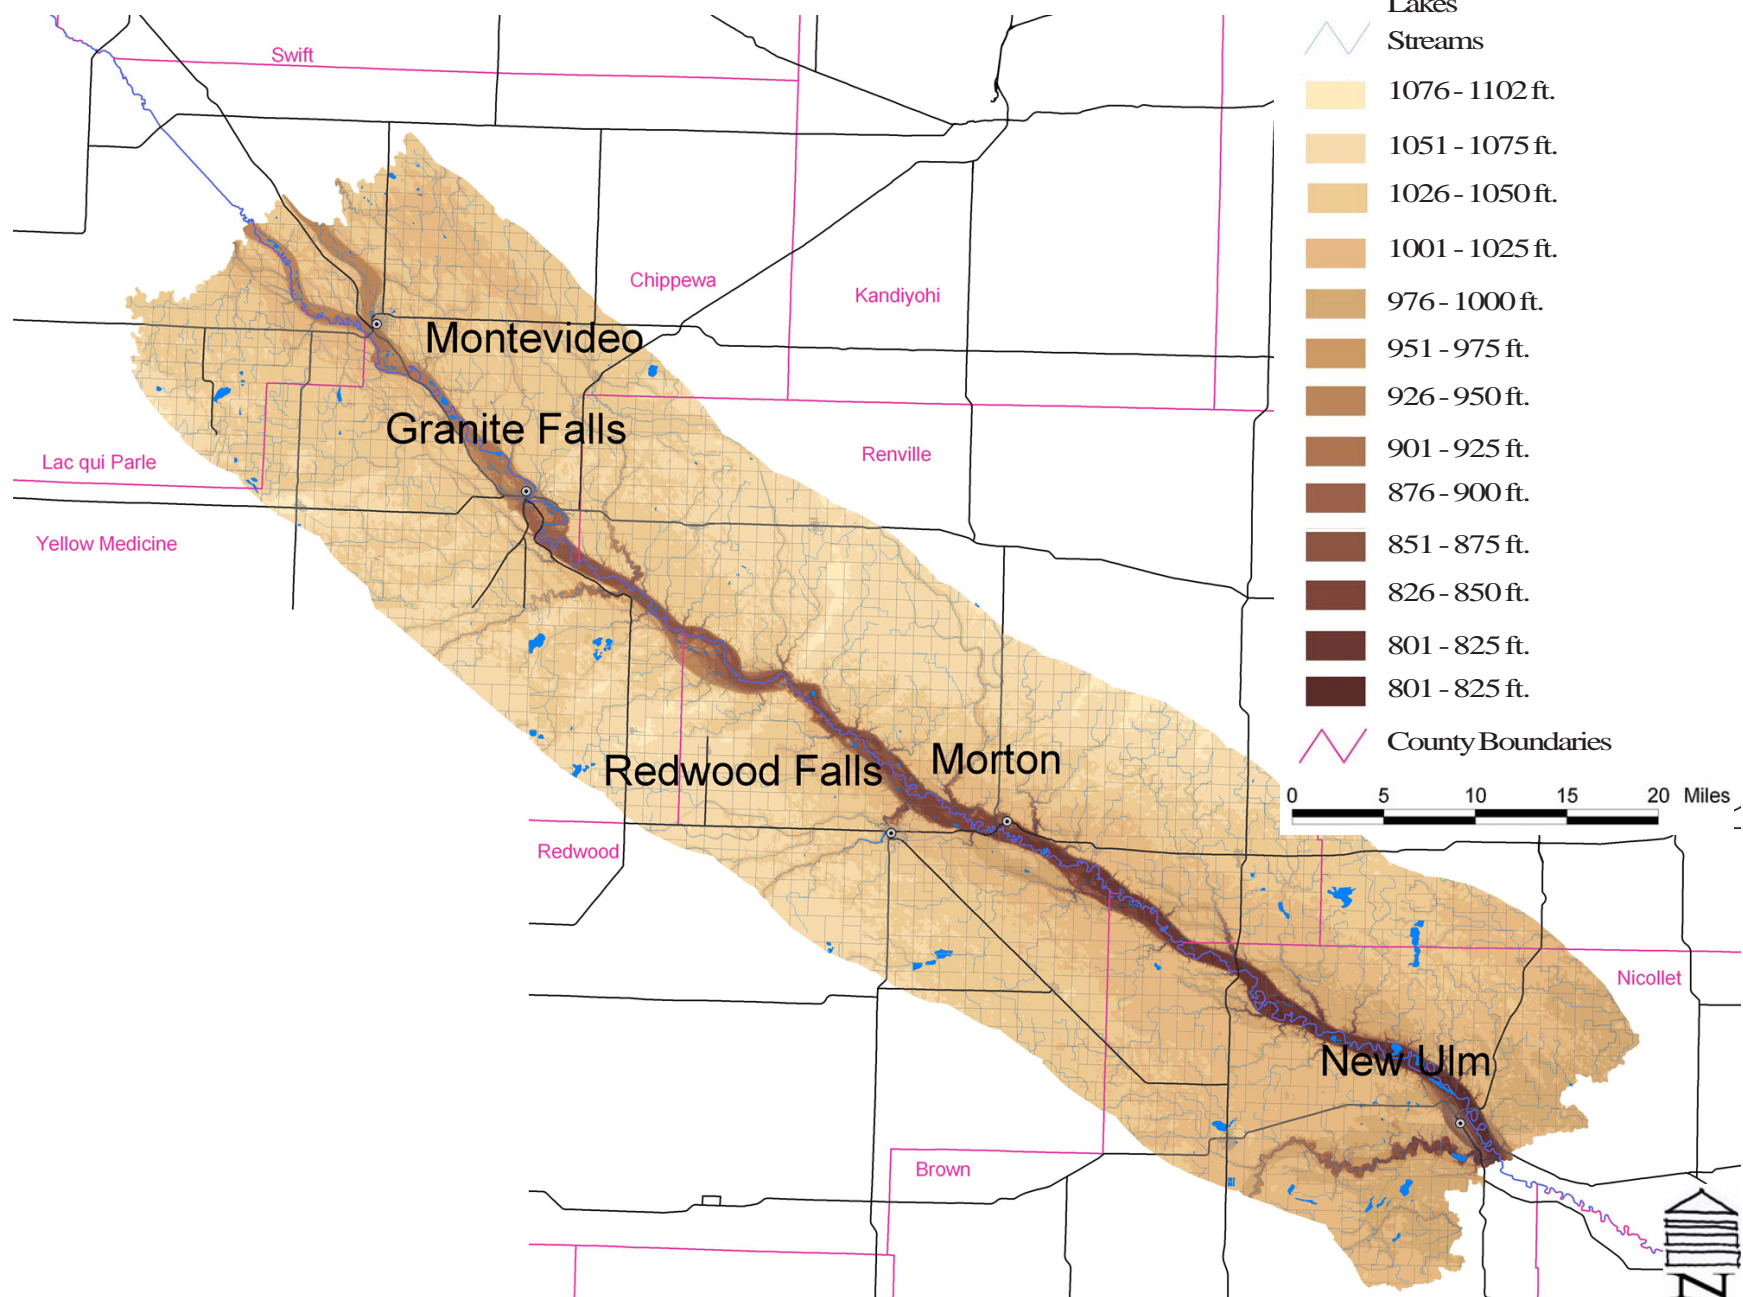 Lakes
Streams
1076 - 1102 ft.
1051 - 1075 ft.
1026 - 1050 ft.
1001 - 1025 ft.
976 - 1000 ft.
951 - 975 ft.
926 - 950 ft.
901 - 925 ft.
876 - 900 ft.
851 - 875 ft.
826 - 850 ft.
801 - 825 ft.
801 - 825 ft.
County Boundaries
0 5 10 15 20 Miles
Swift
Chippewa
Kandiyohi
Montevideo
Granite Falls
Lac qui Parle
Renville
Yellow Medicine
Redwood Falls
Morton
Redwood
Nicollet
New Ulm
Brown
N